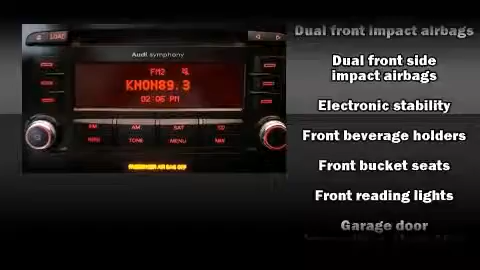 LOAD
Audi symphony
FM2
KNON89.3
02:06 PM
FM
AM
SAT
CD
TONE
MENU
PASSENGER AIR BAG OFF
Dual front impact airbags
Dual front side
impact airbags
Electronic stability
Front beverage holders
Front bucket seats
Front reading lights
Garage door